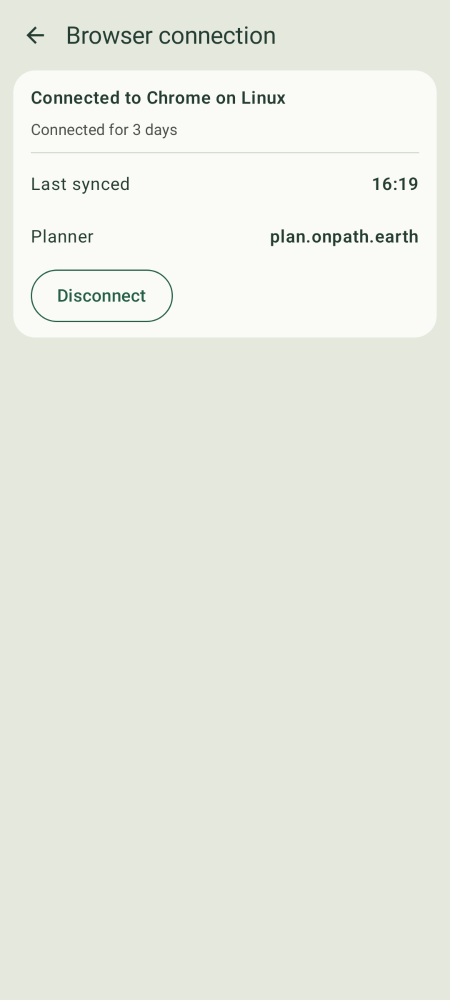 Browser connection
Connected to Chrome on Linux
Connected for 3 days
Last synced 16:19
Planner plan.onpath.earth
Disconnect